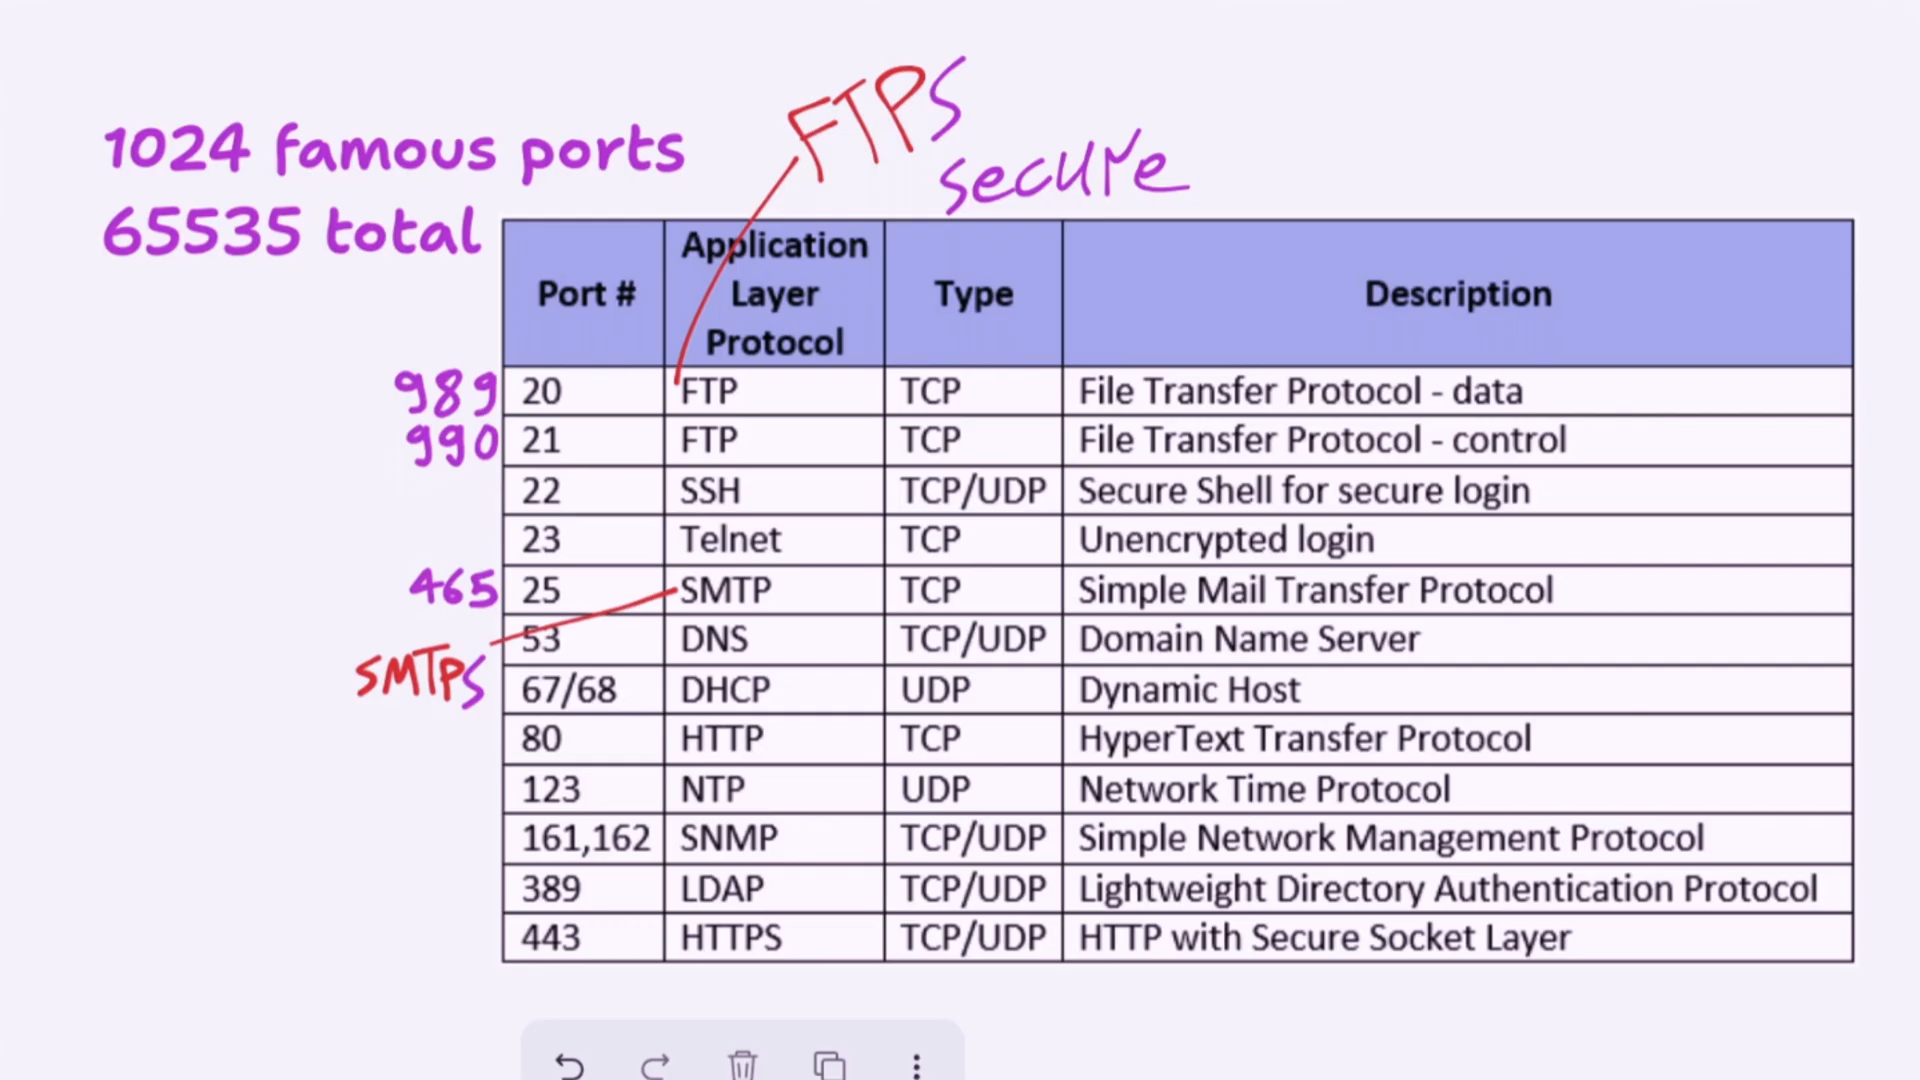 FTPS
secure
1024 famous ports
65535 total
Port # Application Layer Protocol Type Description
989 20 FTP TCP File Transfer Protocol - data
990 21 FTP TCP File Transfer Protocol - control
22 SSH TCP/UDP Secure Shell for secure login
23 Telnet TCP Unencrypted login
465 25 SMTP TCP Simple Mail Transfer Protocol
53 DNS TCP/UDP Domain Name Server
SMTPS
67/68 DHCP UDP Dynamic Host
80 HTTP TCP HyperText Transfer Protocol
123 NTP UDP Network Time Protocol
161,162 SNMP TCP/UDP Simple Network Management Protocol
389 LDAP TCP/UDP Lightweight Directory Authentication Protocol
443 HTTPS TCP/UDP HTTP with Secure Socket Layer